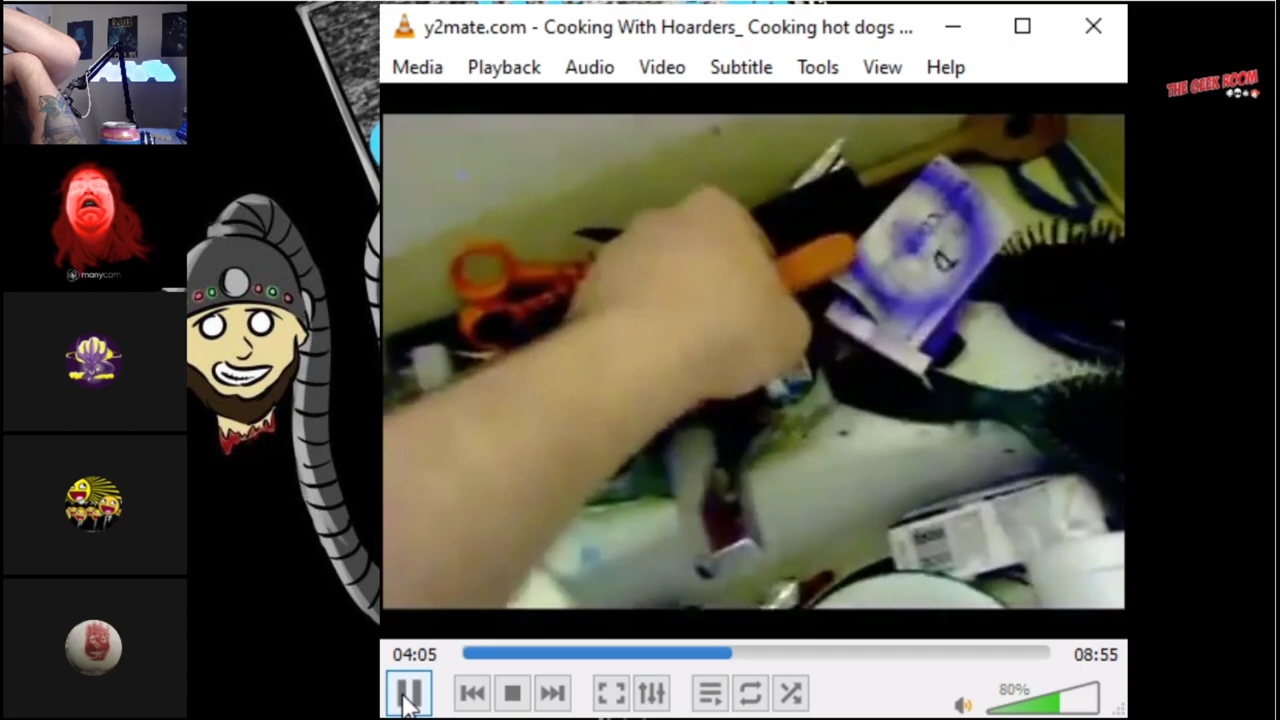 y2mate.com - Cooking With Hoarders_ Cooking hot dogs ...
Media Playback Audio Video Subtitle Tools View Help
THE GEEK ROOM
manycam
04:05
08:55
80%